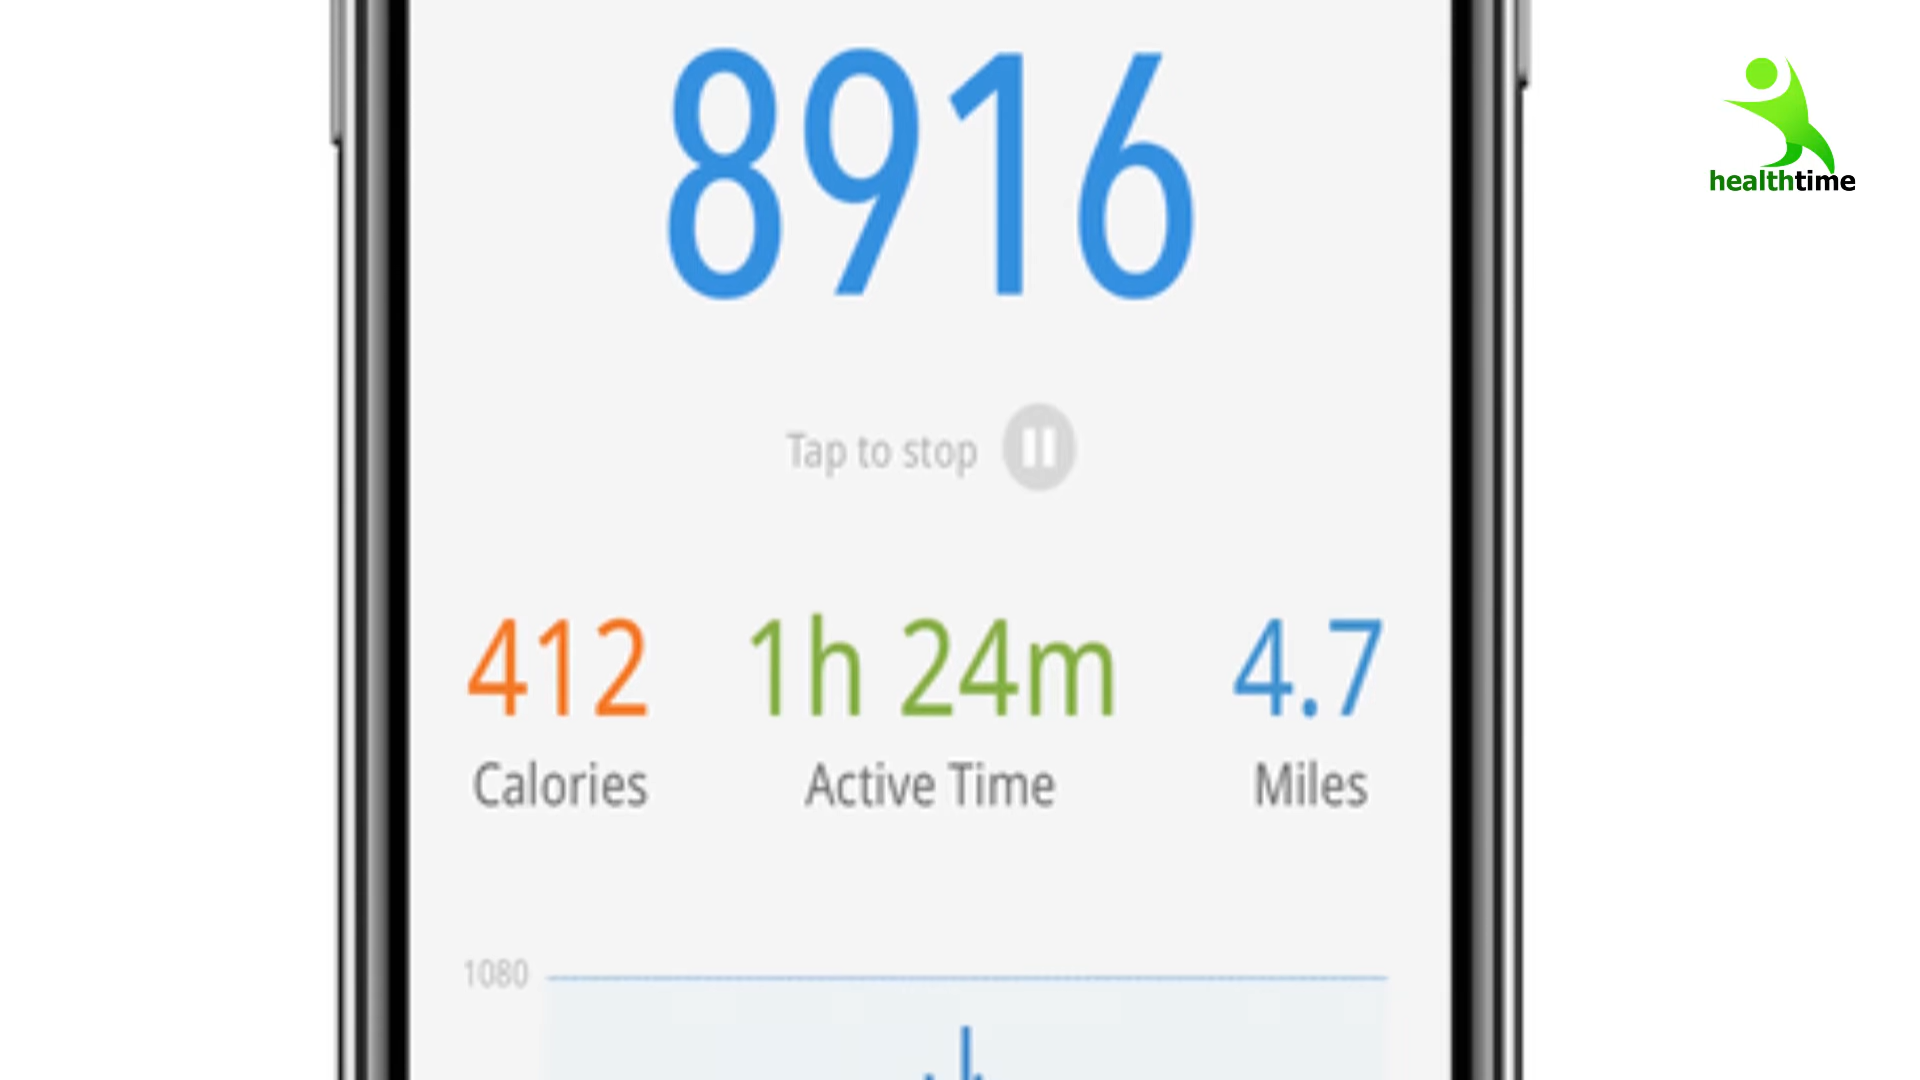 8916
healthtime
Tap to stop
412 1h 24m 4.7
Calories Active Time Miles
1080